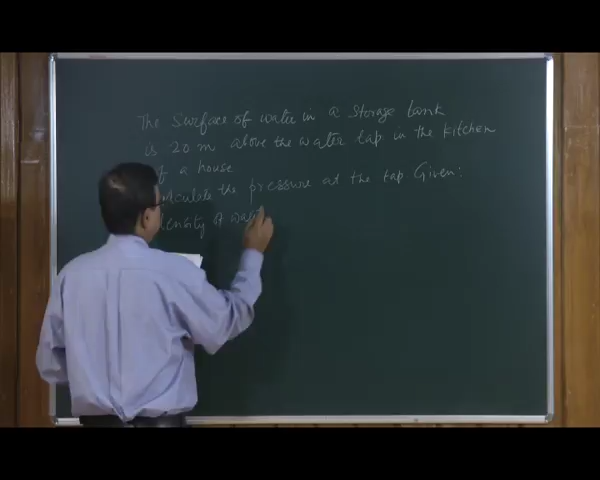 The Surface of water in a Storage tank
is 20 m above the water tap in the kitchen
of a house
Calculate the pressure at the tap Given:
density of wat